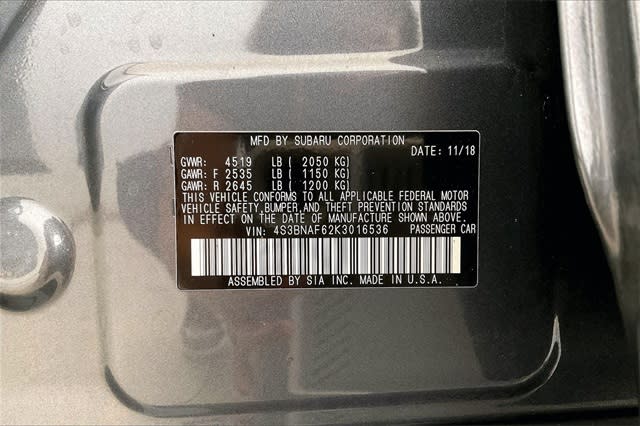 MFD BY SUBARU CORPORATION
DATE: 11/18
GVWR: 4519 LB ( 2050 KG)
GAWR: F 2535 LB ( 1150 KG)
GAWR: R 2645 LB ( 1200 KG)
THIS VEHICLE CONFORMS TO ALL APPLICABLE FEDERAL MOTOR
VEHICLE SAFETY, BUMPER, AND THEFT PREVENTION STANDARDS
IN EFFECT ON THE DATE OF MANUFACTURE SHOWN ABOVE.
VIN: 4S3BNAF62K3016536 PASSENGER CAR
ASSEMBLED BY SIA INC. MADE IN U.S.A.